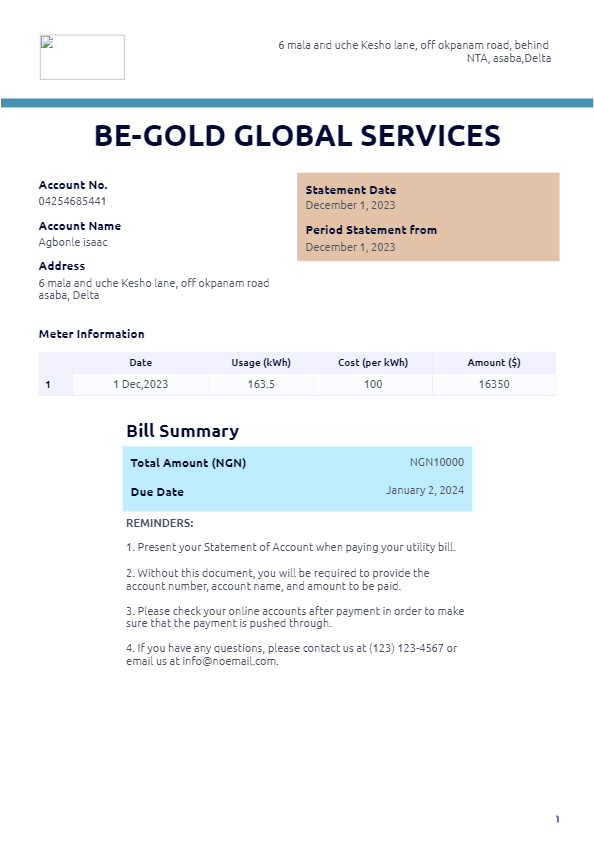 6 mala and uche Kesho lane, off okpanam road, behind
NTA, asaba,Delta
BE-GOLD GLOBAL SERVICES
Account No.
04254685441
Account Name
Agbonle isaac
Address
6 mala and uche Kesho lane, off okpanam road
asaba, Delta
Statement Date
December 1, 2023
Period Statement from
December 1, 2023
Meter Information
Date Usage (kWh) Cost (per kWh) Amount ($)
1 1 Dec,2023 163.5 100 16350
Bill Summary
Total Amount (NGN) NGN10000
Due Date January 2, 2024
REMINDERS:
1. Present your Statement of Account when paying your utility bill.
2. Without this document, you will be required to provide the
account number, account name, and amount to be paid.
3. Please check your online accounts after payment in order to make
sure that the payment is pushed through.
4. If you have any questions, please contact us at (123) 123-4567 or
email us at info@noemail.com.